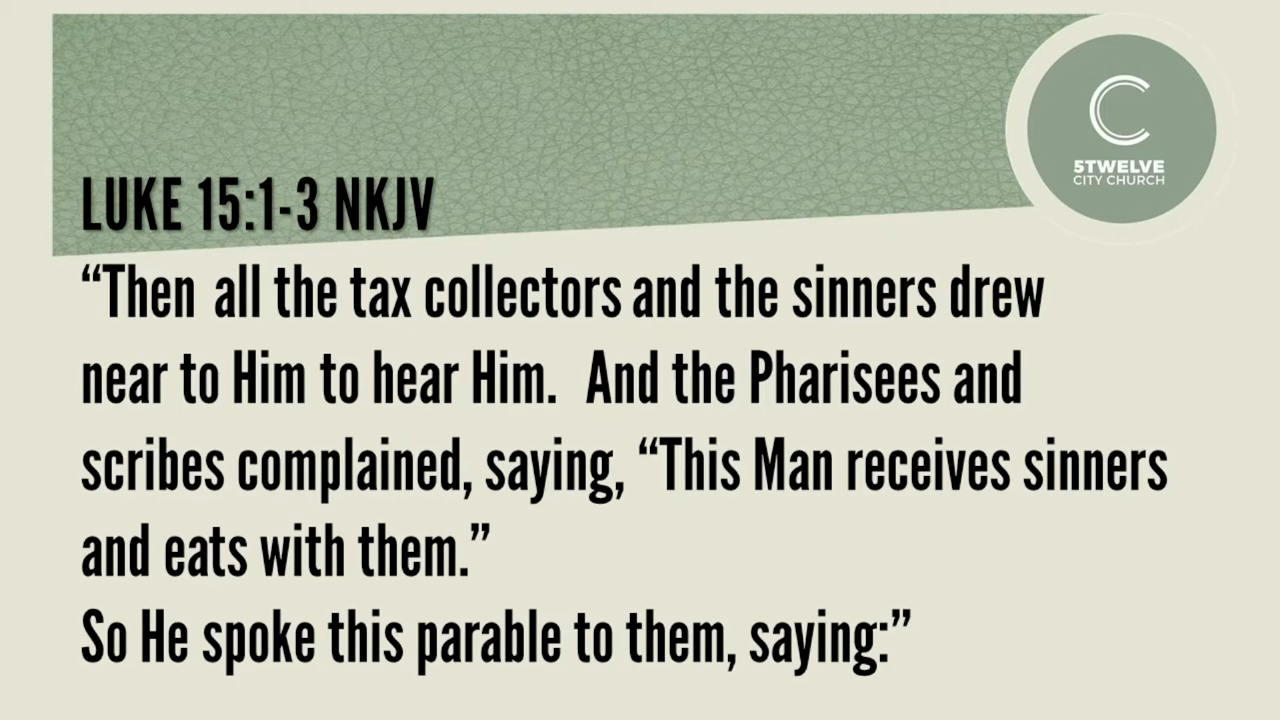 C
5TWELVE
CITY CHURCH
LUKE 15:1-3 NKJV
“Then all the tax collectors and the sinners drew
near to Him to hear Him.  And the Pharisees and
scribes complained, saying, “This Man receives sinners
and eats with them.”
So He spoke this parable to them, saying:”